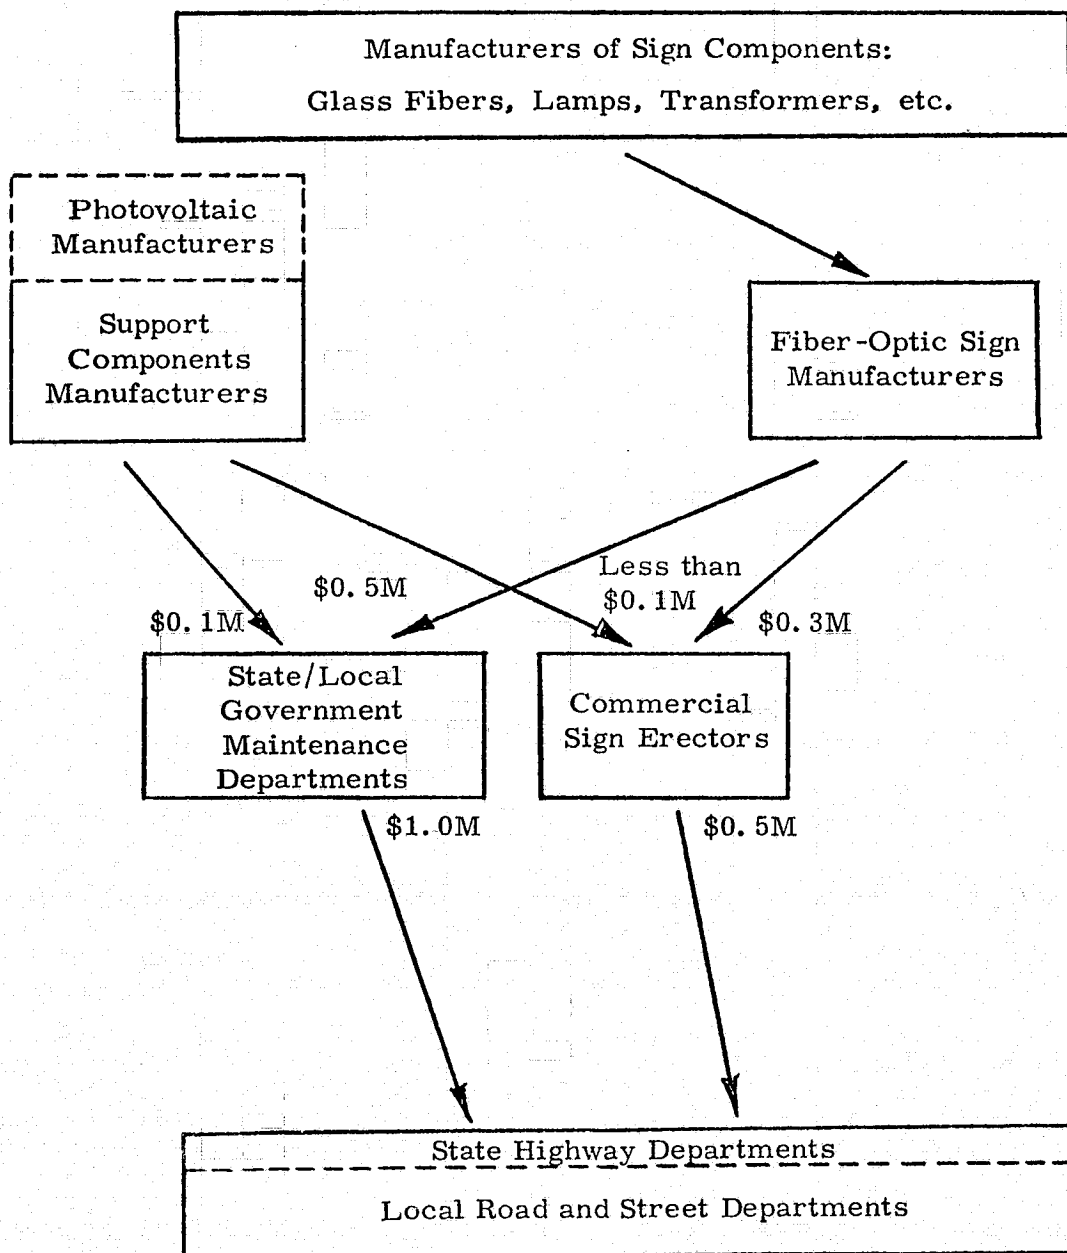 Manufacturers of Sign Components:
Glass Fibers, Lamps, Transformers, etc.
Photovoltaic
Manufacturers
Support
Components
Manufacturers
Fiber-Optic Sign
Manufacturers
$0.1M
$0.5M
Less than
$0.1M
$0.3M
State/Local
Government
Maintenance
Departments
Commercial
Sign Erectors
$1.0M
$0.5M
State Highway Departments
Local Road and Street Departments